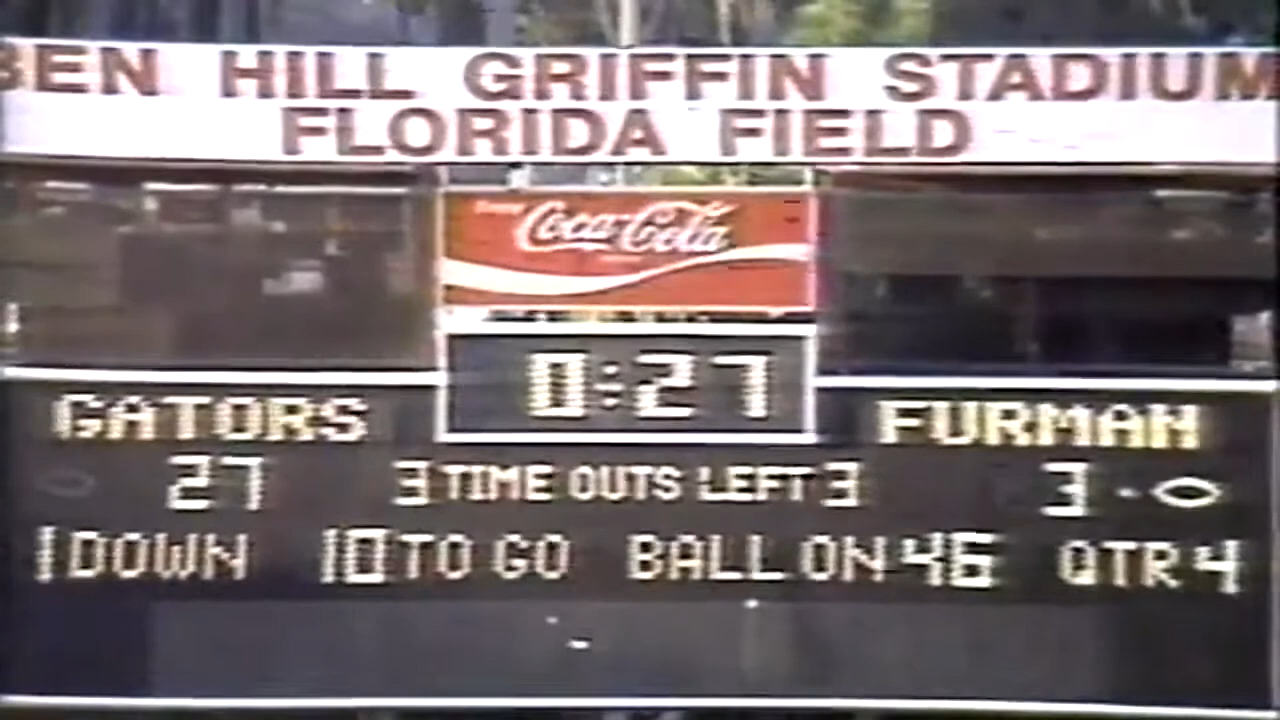 BEN HILL GRIFFIN STADIUM
FLORIDA FIELD
Coca-Cola
0:27
GATORS FURMAN
27 3 TIME OUTS LEFT 3 3
1 DOWN 10 TO GO BALL ON 46 QTR 4